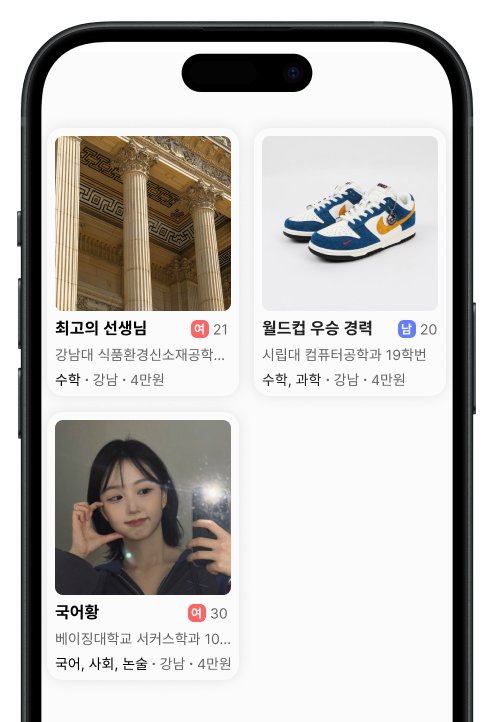 최고의 선생님 여 21
강남대 식품환경신소재공학...
수학 · 강남 · 4만원
월드컵 우승 경력 남 20
시립대 컴퓨터공학과 19학번
수학, 과학 · 강남 · 4만원
국어황 여 30
베이징대학교 서커스학과 10...
국어, 사회, 논술 · 강남 · 4만원